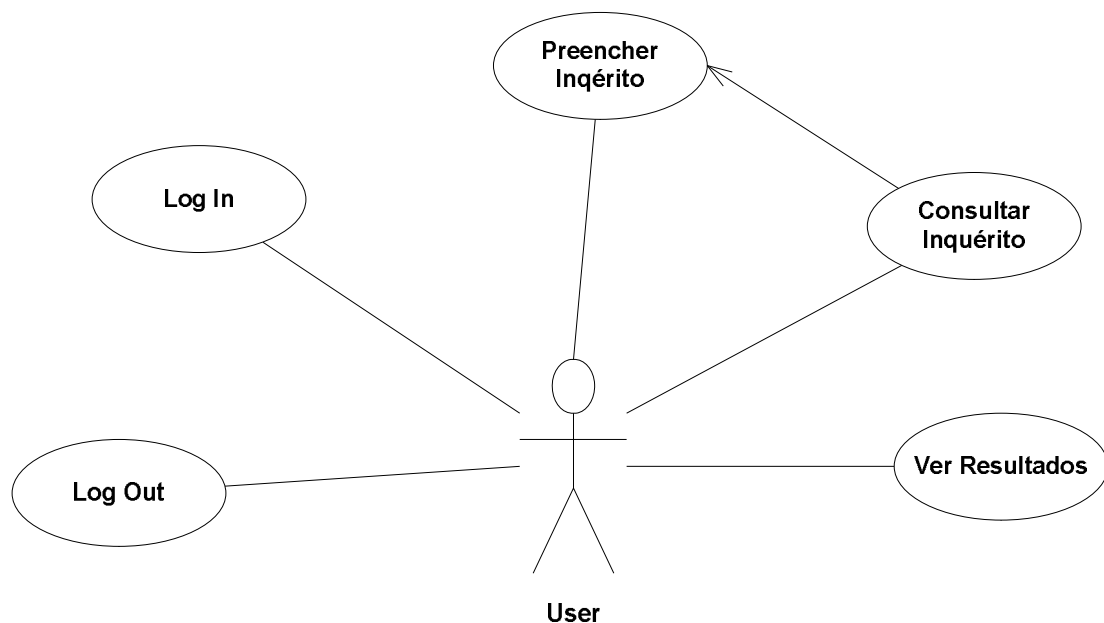 Preencher
Inqérito
Log In
Consultar
Inquérito
Log Out
Ver Resultados
User